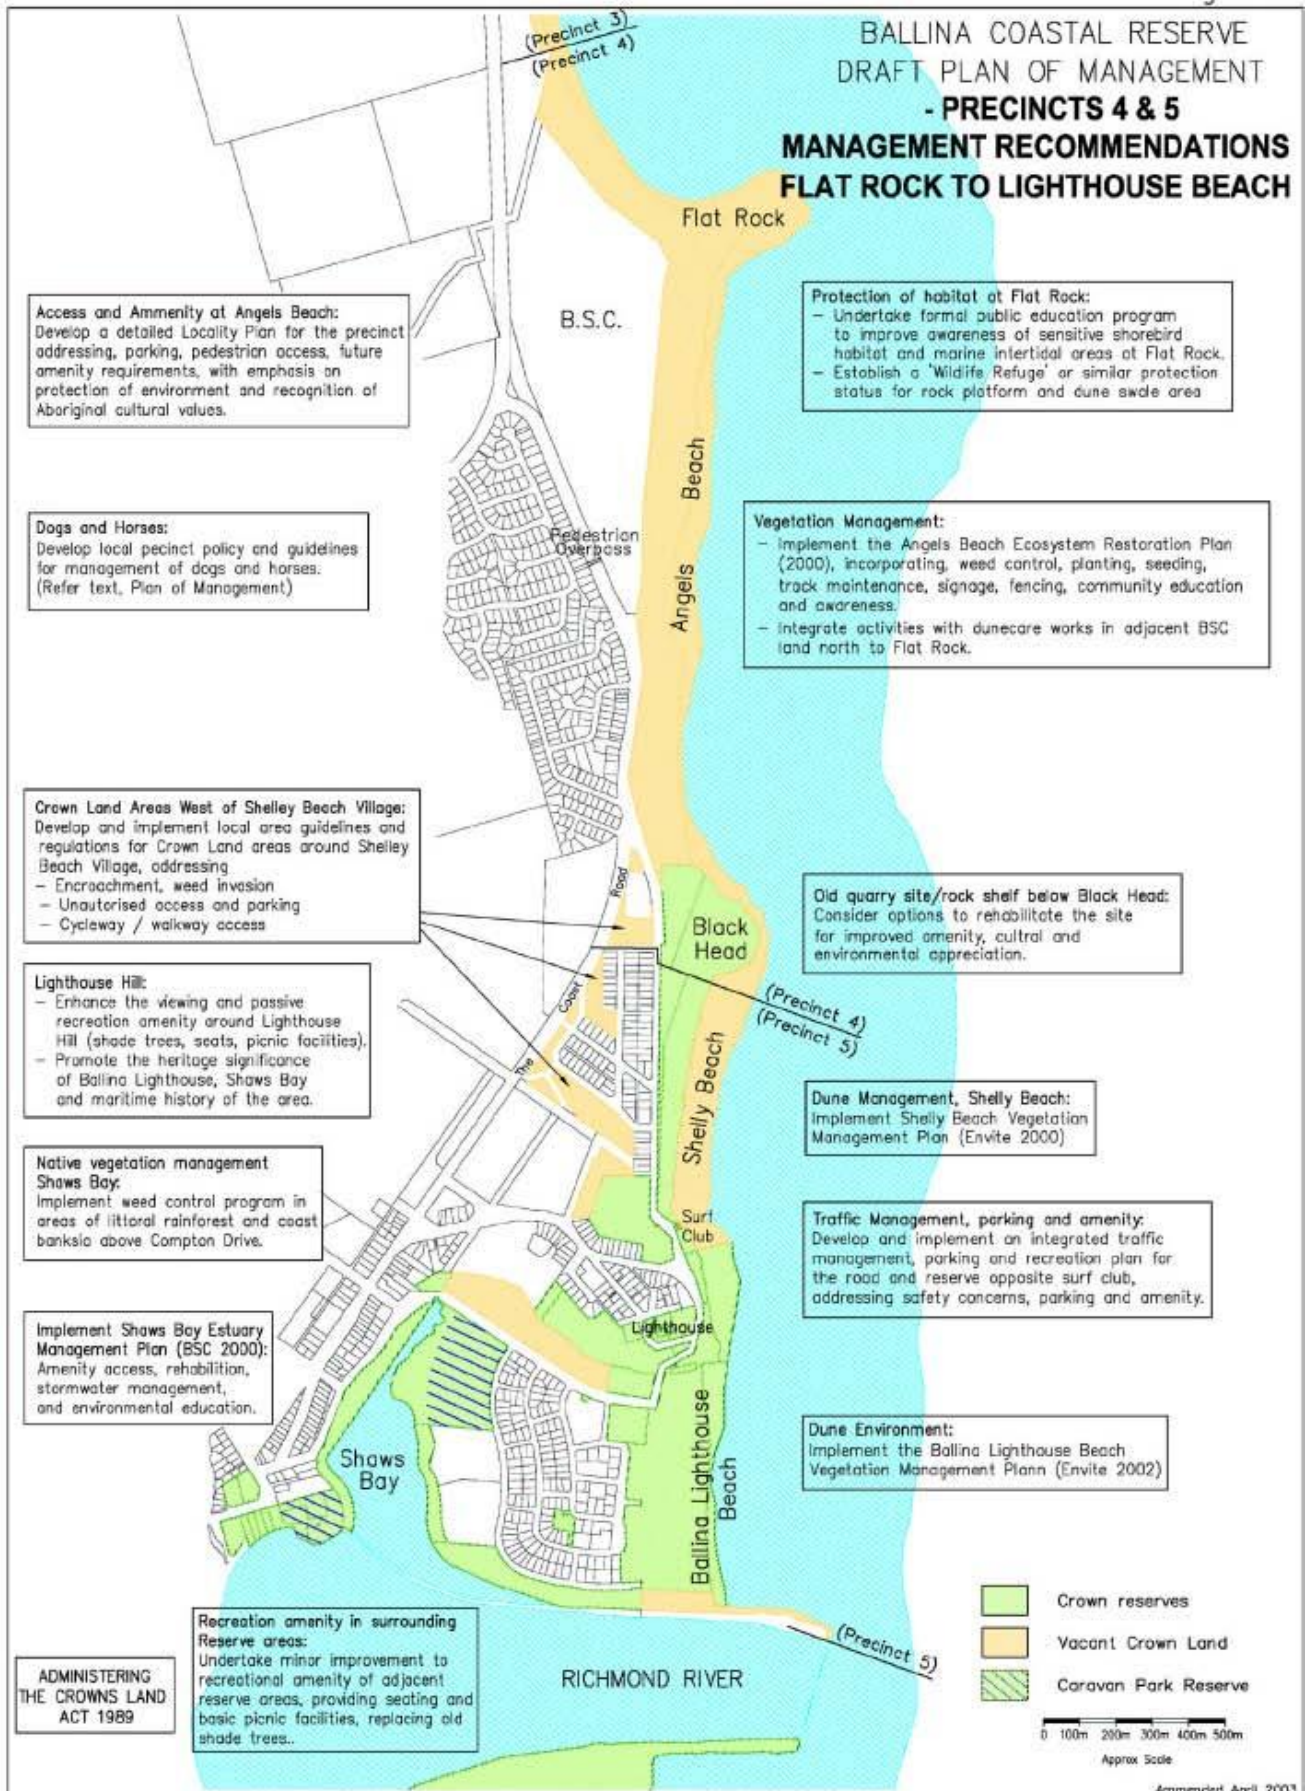 BALLINA COASTAL RESERVE
DRAFT PLAN OF MANAGEMENT
- PRECINCTS 4 & 5
MANAGEMENT RECOMMENDATIONS
FLAT ROCK TO LIGHTHOUSE BEACH
(Precinct 3)
(Precinct 4)
Flat Rock
B.S.C.
Access and Ammenity at Angels Beach:
Develop a detailed Locality Plan for the precinct
addressing, parking, pedestrian access, future
amenity requirements, with emphasis on
protection of environment and recognition of
Aboriginal cultural values.
Protection of habitat at Flat Rock:
- Undertake formal public education program
to improve awareness of sensitive shorebird
habitat and marine intertidal areas at Flat Rock.
- Establish a 'Wildlife Refuge' or similar protection
status for rock platform and dune swale area
Angels Beach
Dogs and Horses:
Develop local pecinct policy and guidelines
for management of dogs and horses.
(Refer text, Plan of Management)
Pedestrian
Overpass
Vegetation Management:
- Implement the Angels Beach Ecosystem Restoration Plan
(2000), incorporating, weed control, planting, seeding,
track maintenance, signage, fencing, community education
and awareness.
- Integrate activities with dunecare works in adjacent BSC
land north to Flat Rock.
Crown Land Areas West of Shelley Beach Village:
Develop and implement local area guidelines and
regulations for Crown Land areas around Shelley
Beach Village, addressing
- Encroachment, weed invasion
- Unautorised access and parking
- Cycleway / walkway access
The Coast Road
Black
Head
Old quarry site/rock shelf below Black Head:
Consider options to rehabilitate the site
for improved amenity, cultral and
environmental appreciation.
Lighthouse Hill:
- Enhance the viewing and passive
recreation amenity around Lighthouse
Hill (shade trees, seats, picnic facilities).
- Promote the heritage significance
of Ballina Lighthouse, Shaws Bay
and maritime history of the area.
(Precinct 4)
(Precinct 5)
Shelly Beach
Dune Management, Shelly Beach:
Implement Shelly Beach Vegetation
Management Plan (Envite 2000)
Native vegetation management
Shaws Bay:
Implement weed control program in
areas of littoral rainforest and coast
banksia above Compton Drive.
Surf
Club
Traffic Management, parking and amenity:
Develop and implement an integrated traffic
management, parking and recreation plan for
the road and reserve opposite surf club,
addressing safety concerns, parking and amenity.
Implement Shaws Bay Estuary
Management Plan (BSC 2000):
Amenity access, rehabilition,
stormwater management,
and environmental education.
Lighthouse
Shaws
Bay
Ballina Lighthouse
Beach
Dune Environment:
Implement the Ballina Lighthouse Beach
Vegetation Management Plann (Envite 2002)
Recreation amenity in surrounding
Reserve areas:
Undertake minor improvement to
recreational amenity of adjacent
reserve areas, providing seating and
basic picnic facilities, replacing old
shade trees..
(Precinct 5)
RICHMOND RIVER
ADMINISTERING
THE CROWNS LAND
ACT 1989
Crown reserves
Vacant Crown Land
Caravan Park Reserve
0 100m 200m 300m 400m 500m
Approx Scale
Ammended April 2003